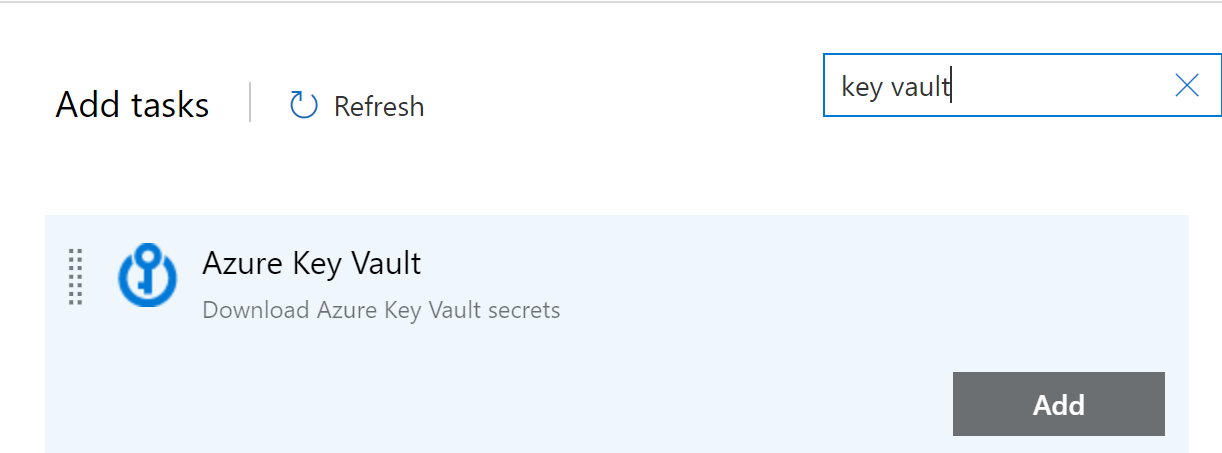 Add tasks
Refresh
key vault
Azure Key Vault
Download Azure Key Vault secrets
Add